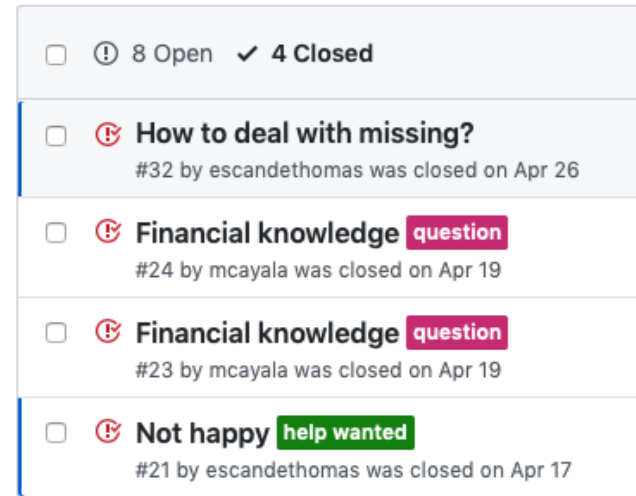 8 Open 4 Closed
How to deal with missing?
#32 by escandethomas was closed on Apr 26
Financial knowledge question
#24 by mcayala was closed on Apr 19
Financial knowledge question
#23 by mcayala was closed on Apr 19
Not happy help wanted
#21 by escandethomas was closed on Apr 17